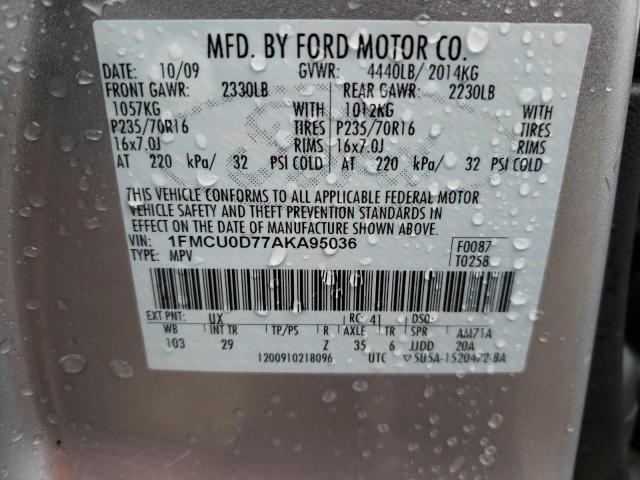 MFD. BY FORD MOTOR CO.
DATE: 10/09 GVWR: 4440LB/ 2014KG
FRONT GAWR: 2330LB REAR GAWR: 2230LB
1057KG WITH 1012KG WITH
P235/70R16 TIRES P235/70R16 TIRES
16x7.0J RIMS 16x7.0J RIMS
AT 220 kPa/ 32 PSI COLD AT 220 kPa/ 32 PSI COLD
THIS VEHICLE CONFORMS TO ALL APPLICABLE FEDERAL MOTOR
VEHICLE SAFETY AND THEFT PREVENTION STANDARDS IN
EFFECT ON THE DATE OF MANUFACTURE SHOWN ABOVE.
VIN: 1FMCU0D77AKA95036 F0087
TYPE: MPV T0258
EXT PNT: UX RC: 41 DSO:
WB INT TR TP/PS R AXLE TR SPR AM71A
103 29 Z 35 6 JJDD 20A
1200910218096 UTC ▽5U5A-1520472-BA